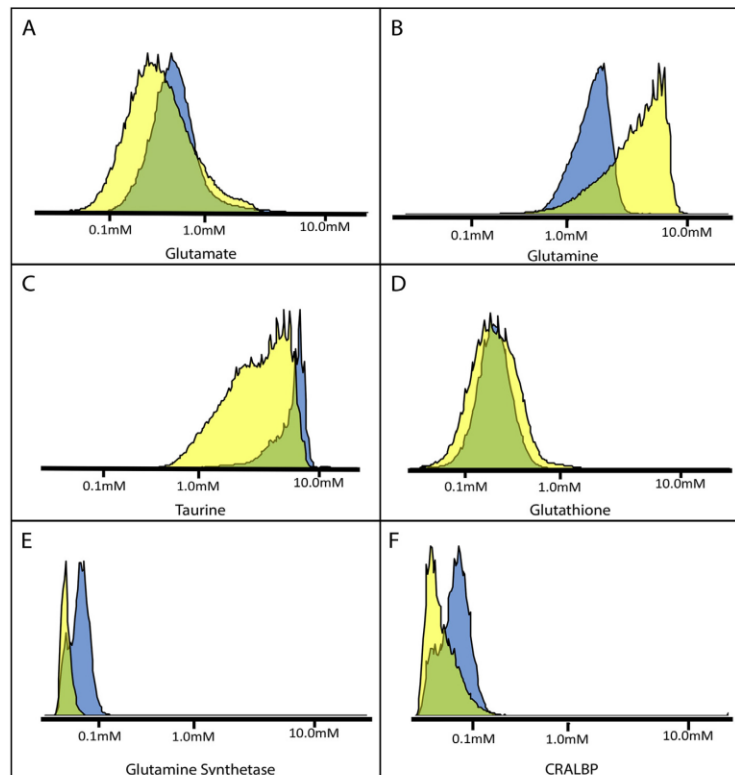 A
B
0.1mM 1.0mM 10.0mM
Glutamate
0.1mM 1.0mM 10.0mM
Glutamine
C
D
0.1mM 1.0mM 10.0mM
Taurine
0.1mM 1.0mM 10.0mM
Glutathione
E
F
0.1mM 1.0mM 10.0mM
Glutamine Synthetase
0.1mM 1.0mM 10.0mM
CRALBP